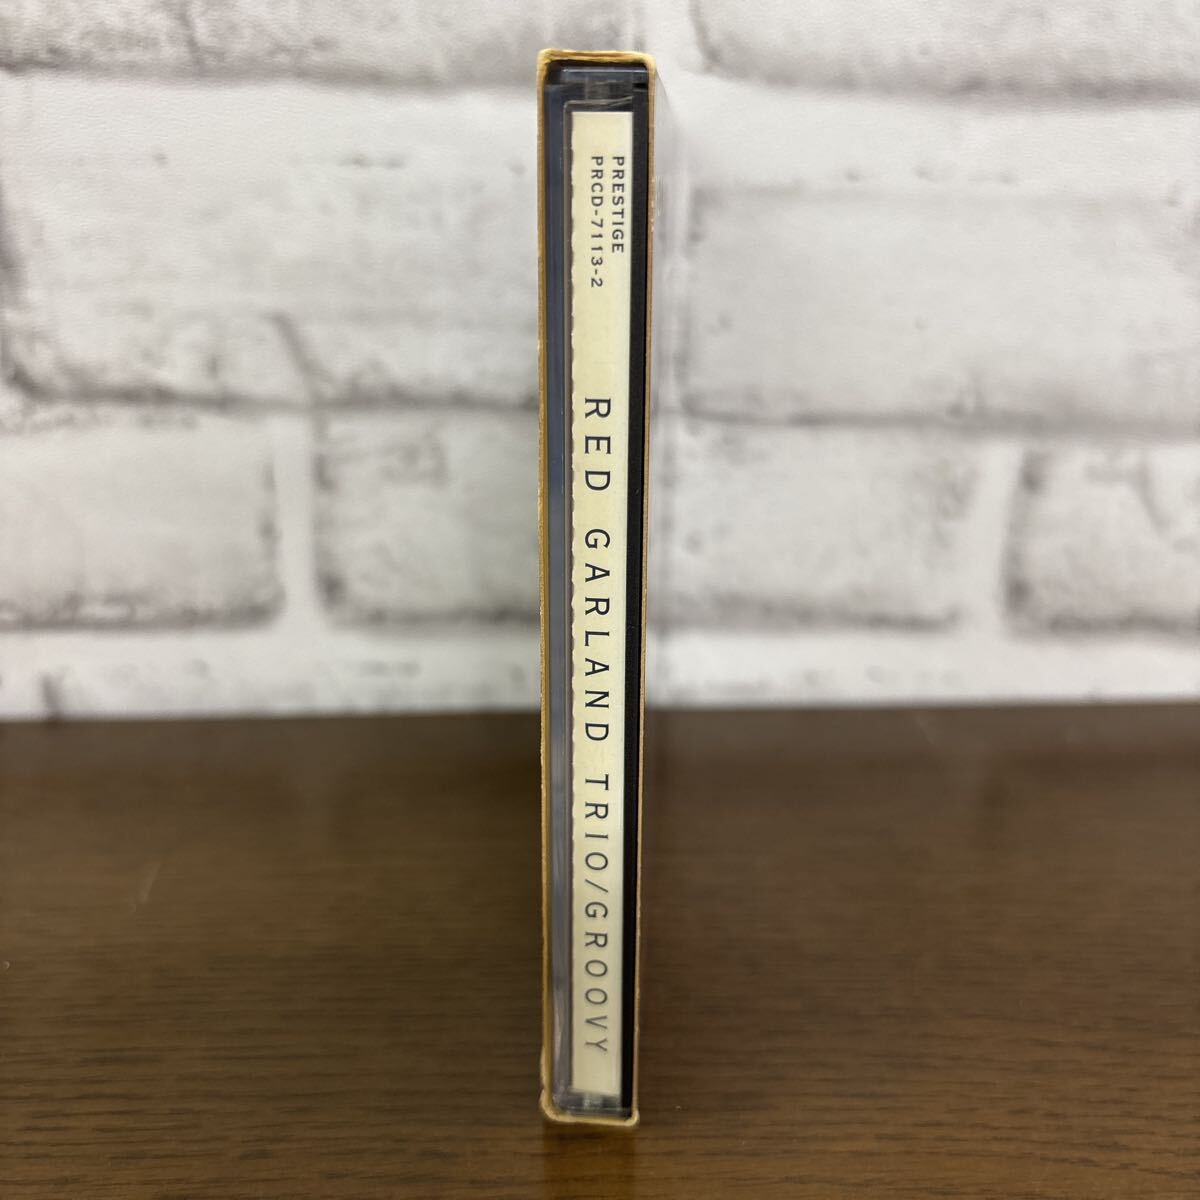 PRESTIGE
PRCD-7113-2
RED GARLAND TRIO/GROOVY